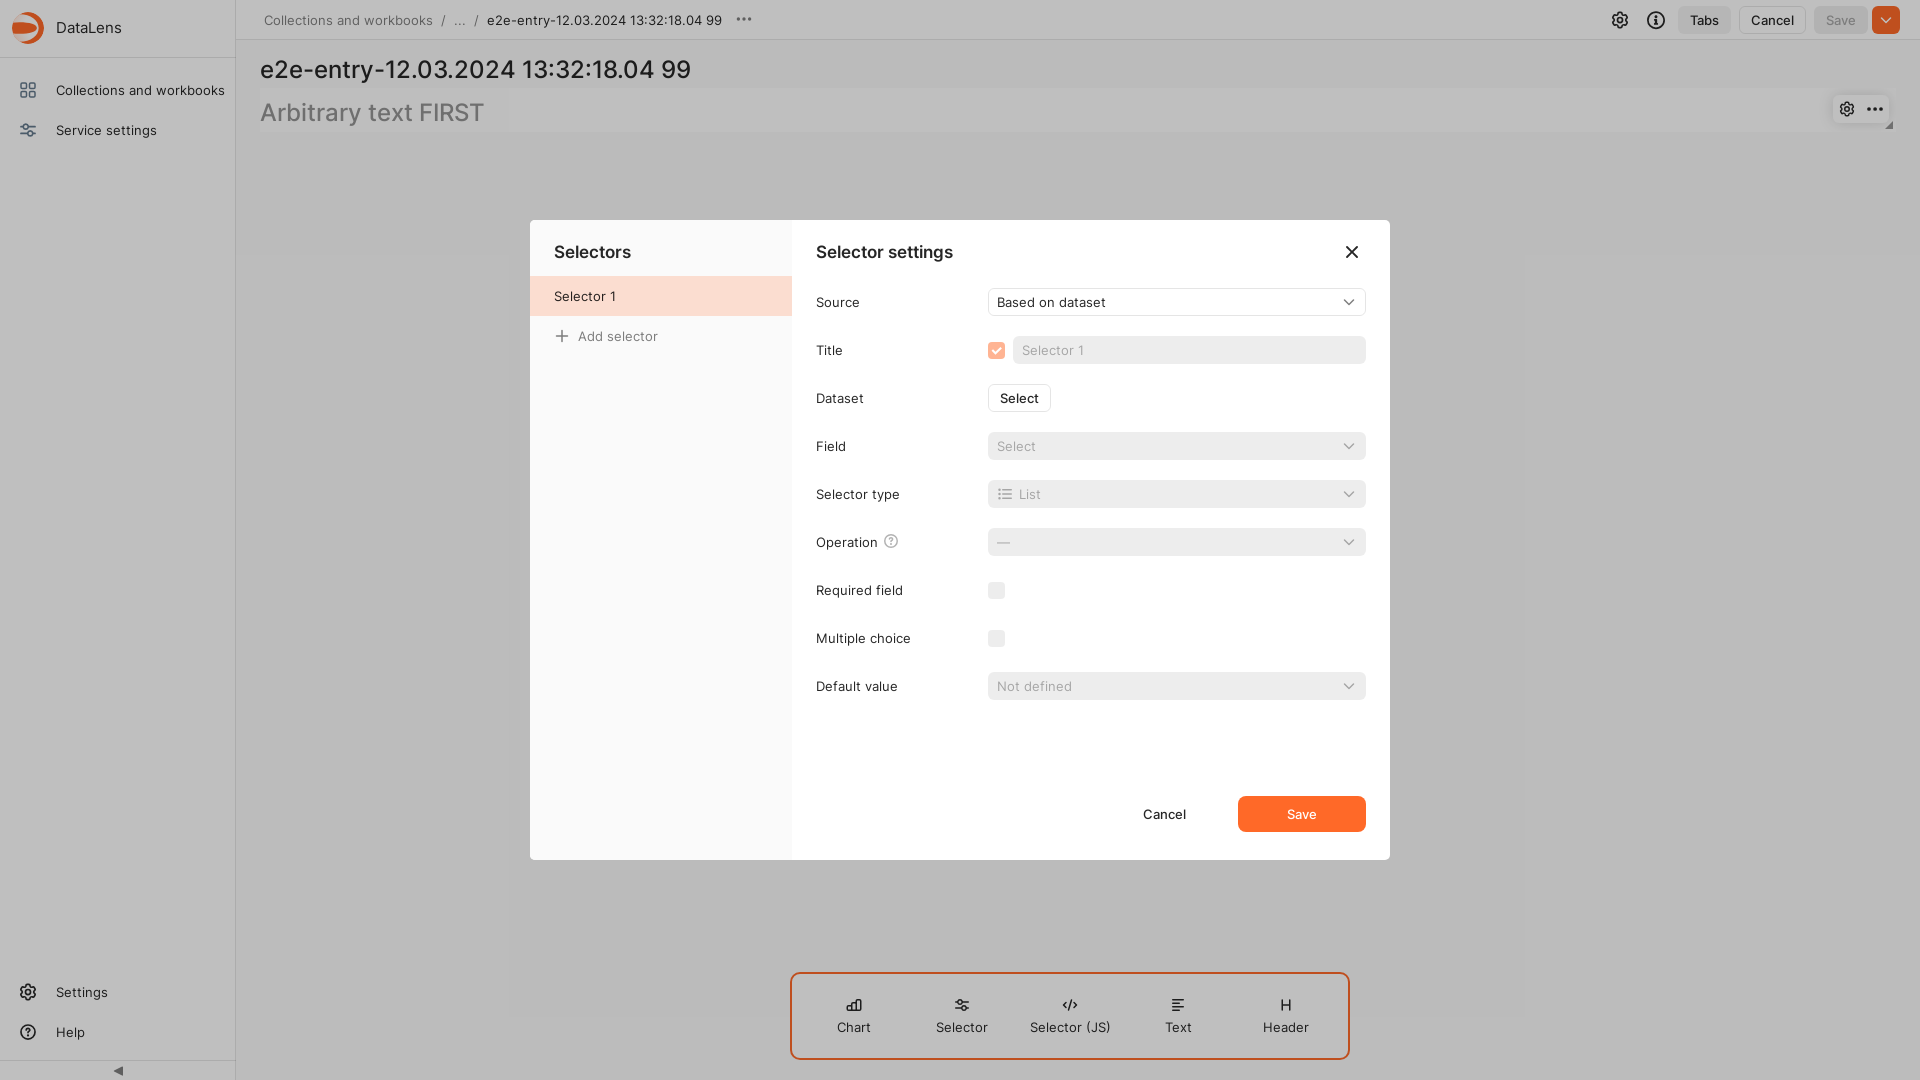 DataLens
Collections and workbooks / ... / e2e-entry-12.03.2024 13:32:18.04 99
Tabs
Cancel
Save
e2e-entry-12.03.2024 13:32:18.04 99
Arbitrary text FIRST
Collections and workbooks
Service settings
Settings
Help
Selectors
Selector 1
Add selector
Selector settings
Source
Based on dataset
Title
Selector 1
Dataset
Select
Field
Select
Selector type
List
Operation
—
Required field
Multiple choice
Default value
Not defined
Cancel
Save
Chart
Selector
Selector (JS)
Text
Header